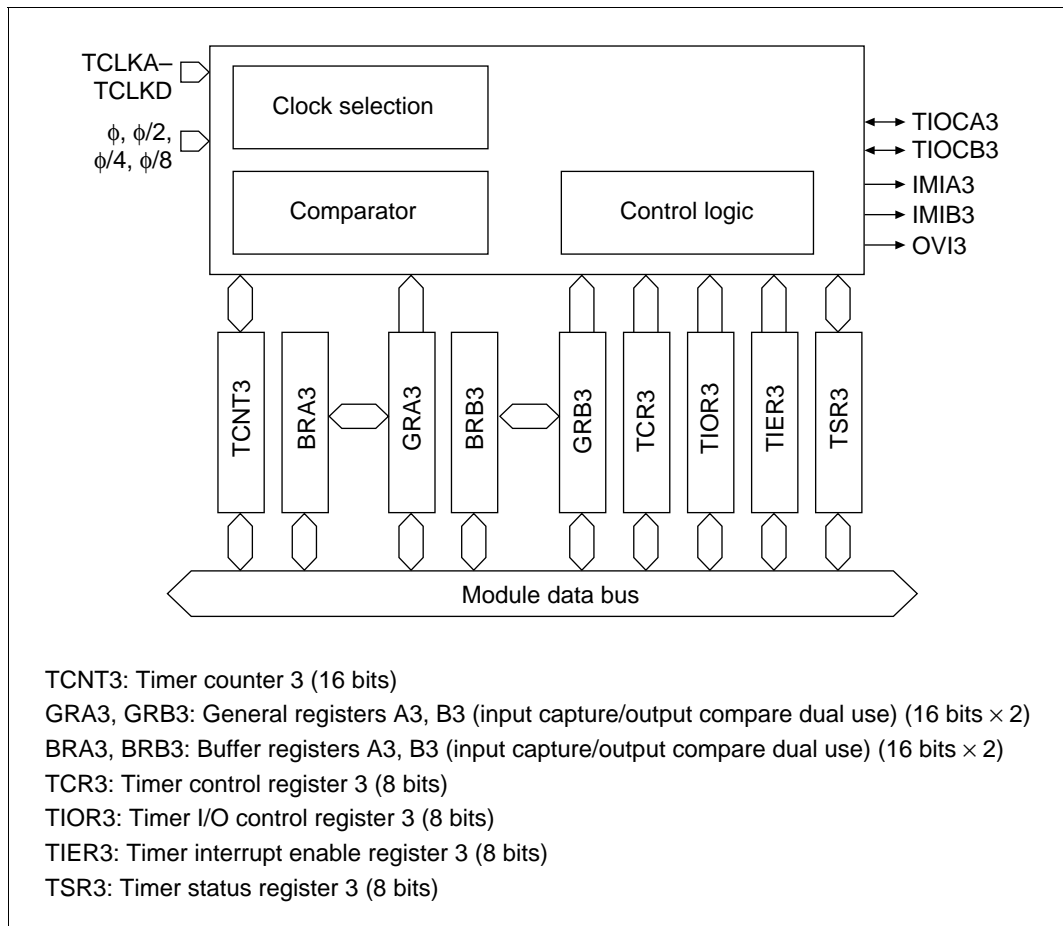 TCLKA–
TCLKD
ϕ, ϕ/2,
ϕ/4, ϕ/8
Clock selection
Comparator
Control logic
TIOCA3
TIOCB3
IMIA3
IMIB3
OVI3
TCNT3
BRA3
GRA3
BRB3
GRB3
TCR3
TIOR3
TIER3
TSR3
Module data bus
TCNT3: Timer counter 3 (16 bits)
GRA3, GRB3: General registers A3, B3 (input capture/output compare dual use) (16 bits × 2)
BRA3, BRB3: Buffer registers A3, B3 (input capture/output compare dual use) (16 bits × 2)
TCR3: Timer control register 3 (8 bits)
TIOR3: Timer I/O control register 3 (8 bits)
TIER3: Timer interrupt enable register 3 (8 bits)
TSR3: Timer status register 3 (8 bits)